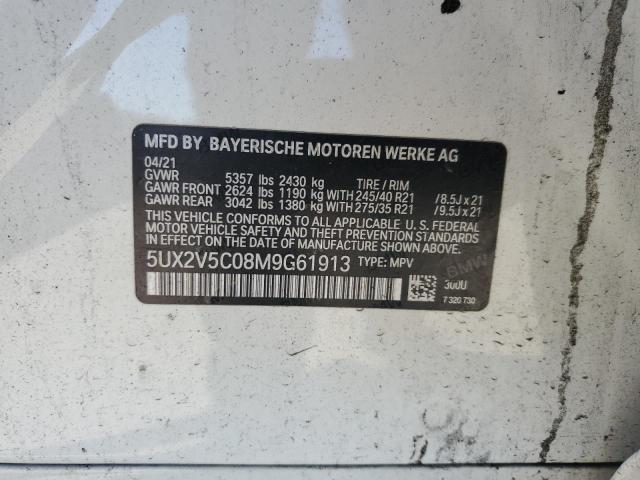 MFD BY BAYERISCHE MOTOREN WERKE AG
04/21
GVWR 5357 lbs 2430 kg TIRE / RIM
GAWR FRONT 2624 lbs 1190 kg WITH 245/40 R21 /8.5J x 21
GAWR REAR 3042 lbs 1380 kg WITH 275/35 R21 /9.5J x 21
THIS VEHICLE CONFORMS TO ALL APPLICABLE U. S. FEDERAL
MOTOR VEHICLE SAFETY, BUMPER, AND THEFT PREVENTION
STANDARDS IN EFFECT ON THE DATE OF MANUFACTURE SHOWN ABOVE.
5UX2V5C08M9G61913 TYPE: MPV
BMW
300U
7 320 730